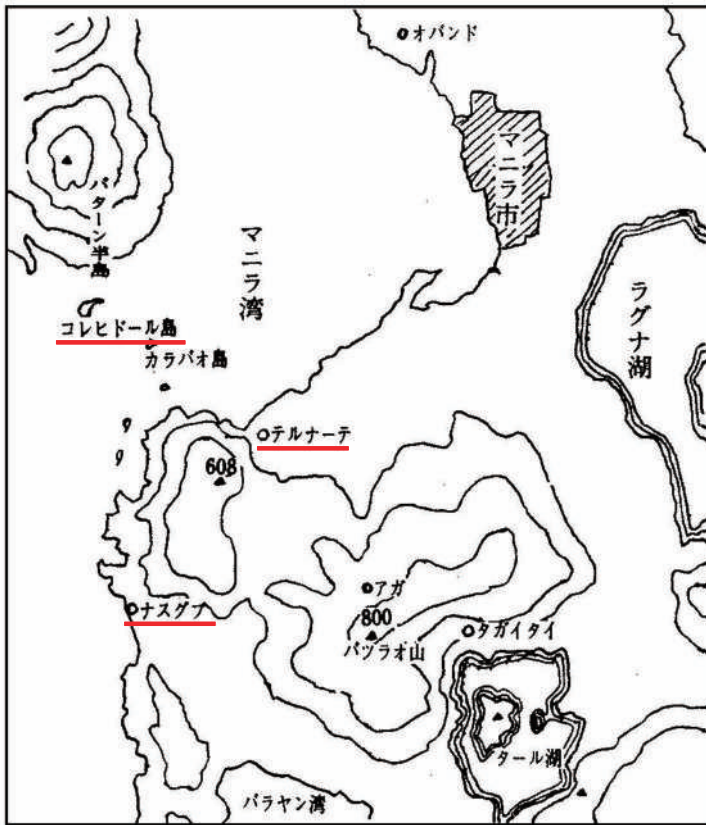 オバンド
マニラ市
バターン半島
マニラ湾
ラグナ湖
コレヒドール島
カラバオ島
テルナーテ
608
アガ
ナスグブ
800
タガイタイ
バツラオ山
タール湖
バラヤン湾